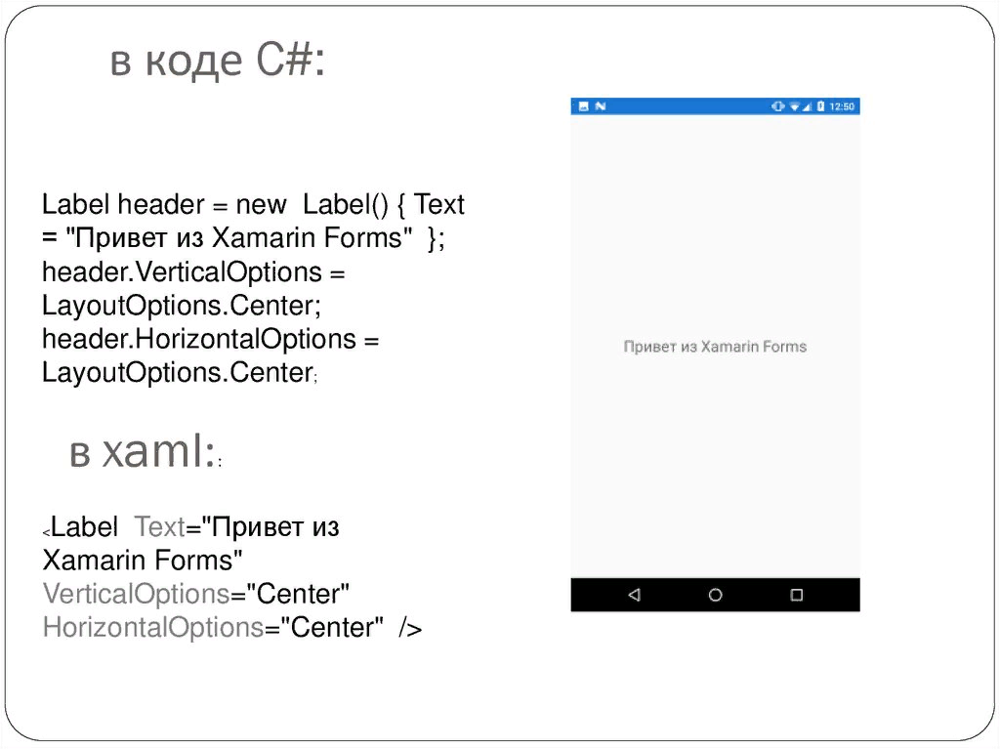 в коде C#:
Label header = new Label() { Text
= "Привет из Xamarin Forms" };
header.VerticalOptions =
LayoutOptions.Center;
header.HorizontalOptions =
LayoutOptions.Center;
в xaml::
<Label Text="Привет из
Xamarin Forms"
VerticalOptions="Center"
HorizontalOptions="Center" />
12:50
Привет из Xamarin Forms